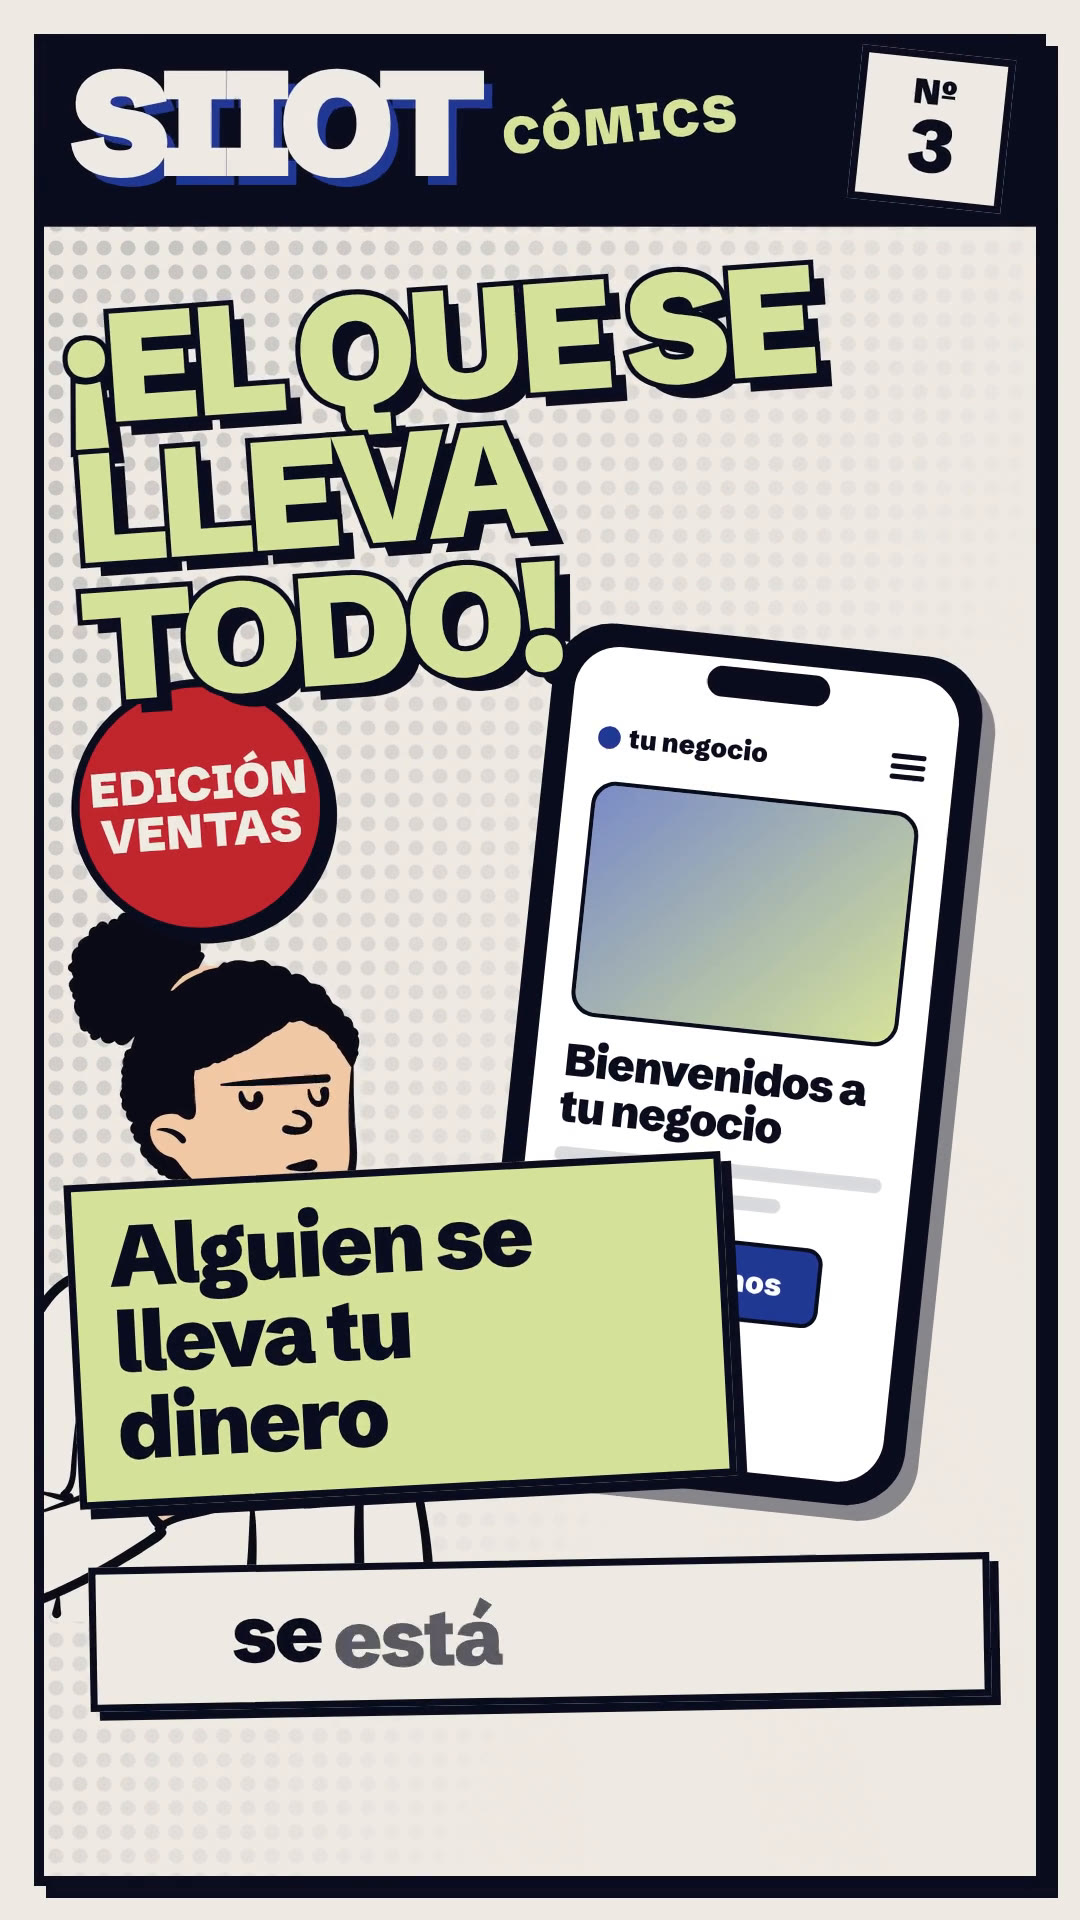 SIIOT CÓMICS
Nº
3
¡EL QUE SE
LLEVA
TODO!
EDICIÓN
VENTAS
tu negocio
Bienvenidos a
tu negocio
Alguien se
lleva tu
dinero
se está